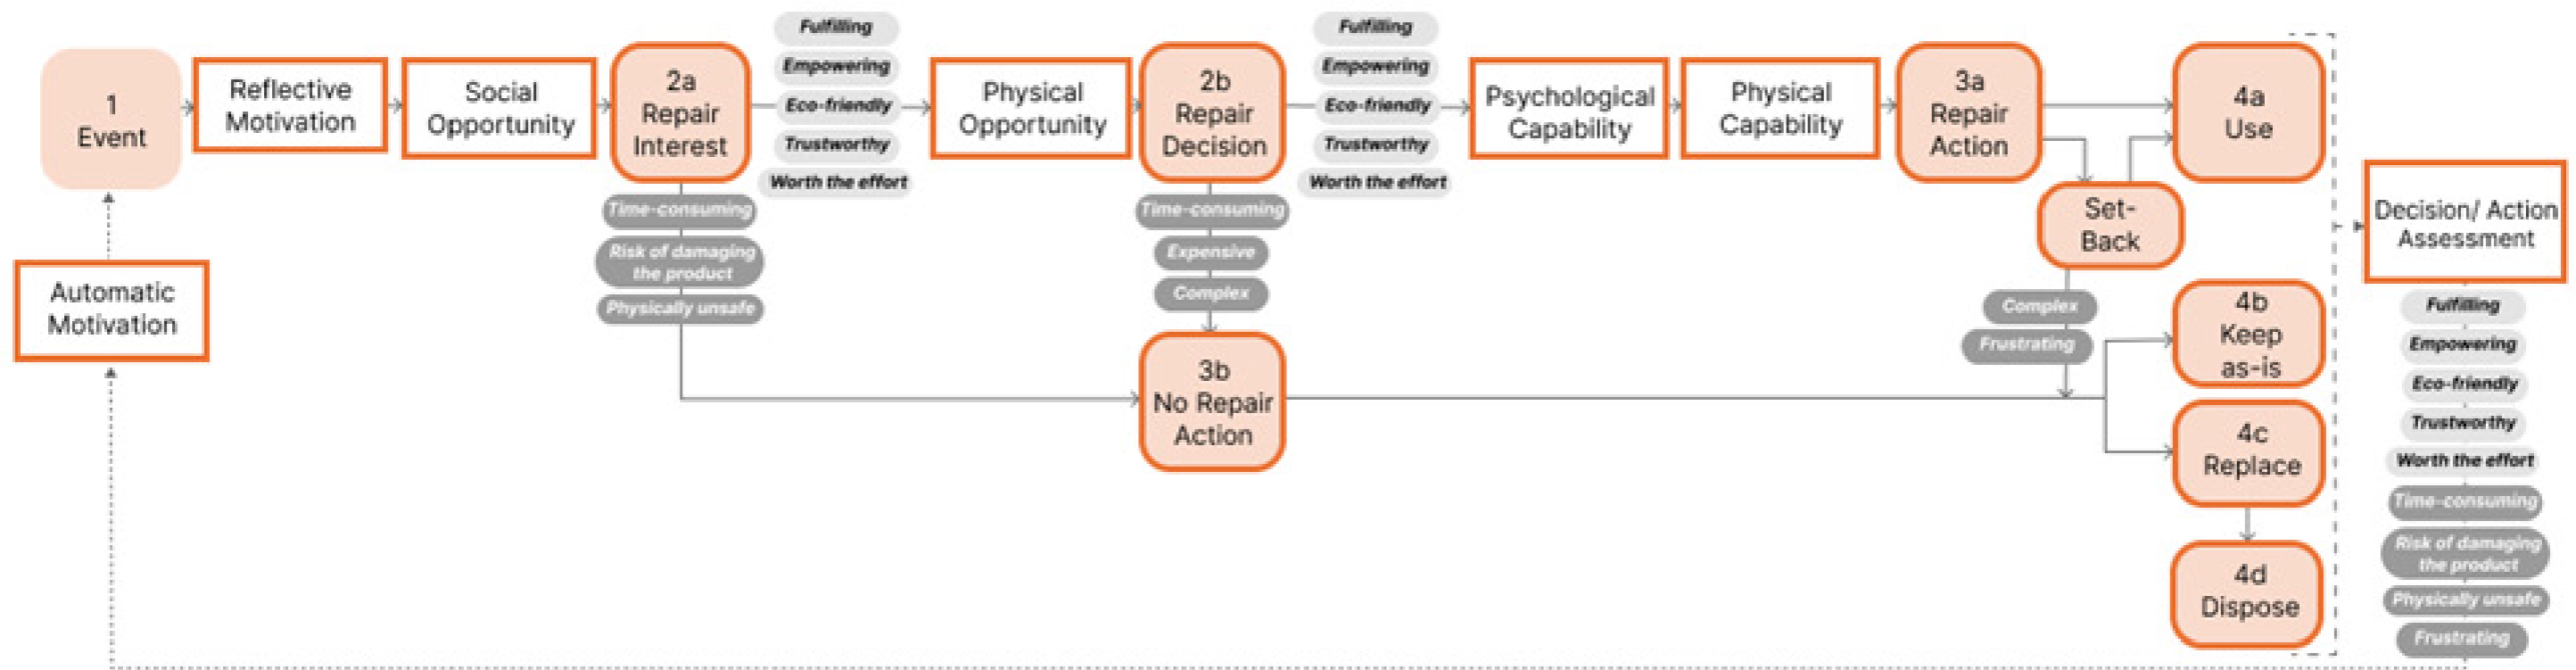 1
Event
Reflective
Motivation
Social
Opportunity
2a
Repair
Interest
Fulfilling
Empowering
Eco-friendly
Trustworthy
Worth the effort
Physical
Opportunity
2b
Repair
Decision
Fulfilling
Empowering
Eco-friendly
Trustworthy
Worth the effort
Psychological
Capability
Physical
Capability
3a
Repair
Action
4a
Use
Set-
Back
Decision/ Action
Assessment
Automatic
Motivation
Time-consuming
Risk of damaging
the product
Physically unsafe
Time-consuming
Expensive
Complex
3b
No Repair
Action
Complex
Frustrating
4b
Keep
as-is
4c
Replace
4d
Dispose
Fulfilling
Empowering
Eco-friendly
Trustworthy
Worth the effort
Time-consuming
Risk of damaging
the product
Physically unsafe
Frustrating